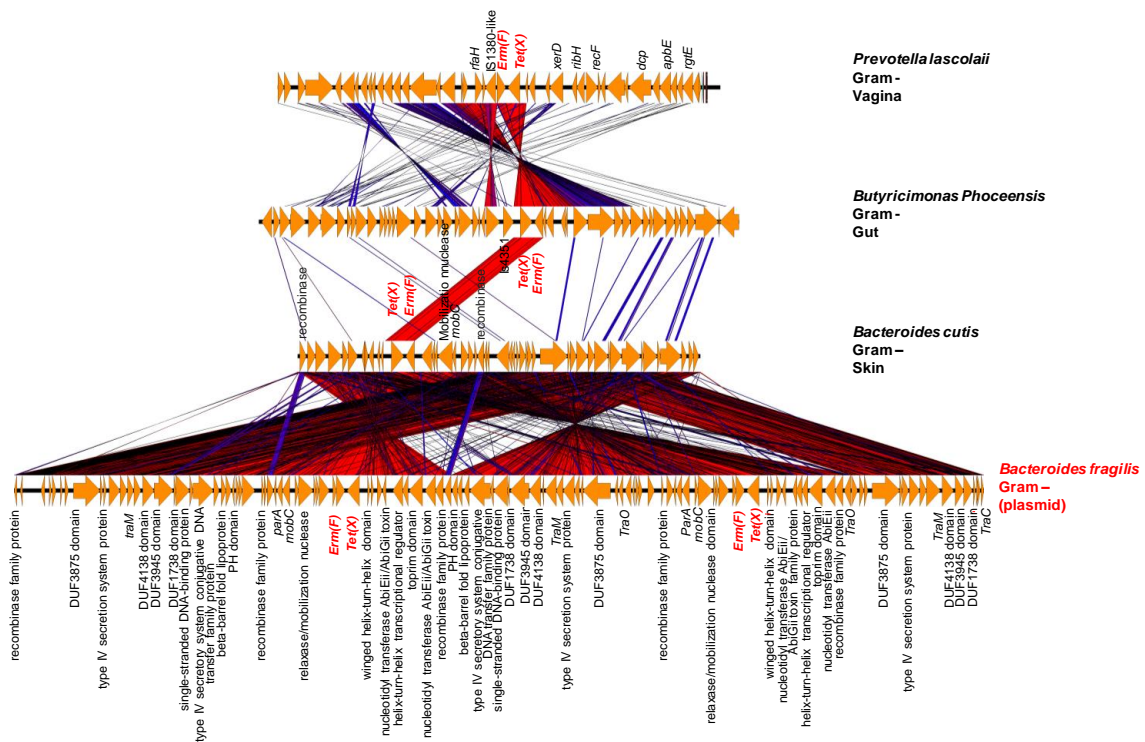 rfaH
IS1380-like
Erm(F)
Tet(X)
xerD
ribH
recF
dcp
apbE
rgtE
Prevotella lascolaii
Gram -
Vagina
Butyricimonas Phoceensis
Gram -
Gut
recombinase
Tet(X)
Erm(F)
Mobilizatio nnuclease
mobC
recombinase
Is4351
Tet(X)
Erm(F)
Bacteroides cutis
Gram –
Skin
Bacteroides fragilis
Gram –
(plasmid)
recombinase family protein
DUF3875 domain
type IV secretion system protein
traM
DUF4138 domain
DUF3945 domain
DUF1738 domain
single-stranded DNA-binding protein
type IV secretory system conjugative DNA
transfer family protein
beta-barrel fold lipoprotein
PH domain
recombinase family protein
parA
mobC
relaxase/mobilization nuclease
Erm(F)
Tet(X)
winged helix-turn-helix domain
nucleotidyl transferase AbiEii/AbiGii toxin
helix-turn-helix transcriptional regulator
toprim domain
nucleotidyl transferase AbiEii/AbiGii toxin
recombinase family protein
PH domain
beta-barrel fold lipoprotein
type IV secretory system conjugative
DNA transfer family protein
single-stranded DNA-binding protein
DUF1738 domain
DUF3945 domain
DUF4138 domain
TraM
type IV secretion system protein
DUF3875 domain
TraO
recombinase family protein
ParA
mobC
relaxase/mobilization nuclease domain
Erm(F)
Tet(X)
winged helix-turn-helix domain
nucleotidyl transferase AbiEii/
AbiGii toxin family protein
helix-turn-helix transcriptional regulator
toprim domain
nucleotidyl transferase AbiEii
recombinase family protein
TraO
DUF3875 domain
type IV secretion system protein
TraM
DUF4138 domain
DUF3945 domain
DUF1738 domain
TraC